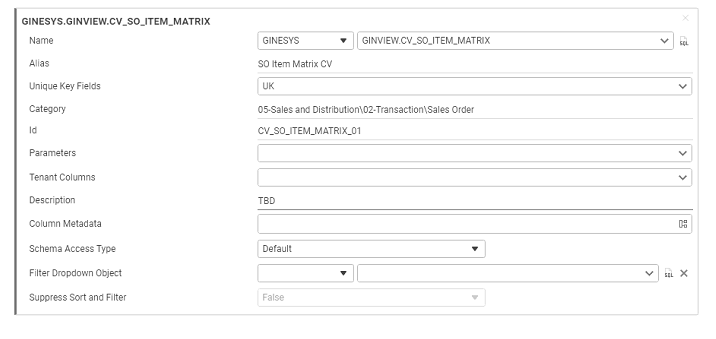 GINESYS.GINVIEW.CV_SO_ITEM_MATRIX
Name GINESYS GINVIEW.CV_SO_ITEM_MATRIX SQL
Alias SO Item Matrix CV
Unique Key Fields UK
Category 05-Sales and Distribution\02-Transaction\Sales Order
Id CV_SO_ITEM_MATRIX_01
Parameters
Tenant Columns
Description TBD
Column Metadata
Schema Access Type Default
Filter Dropdown Object SQL
Suppress Sort and Filter False